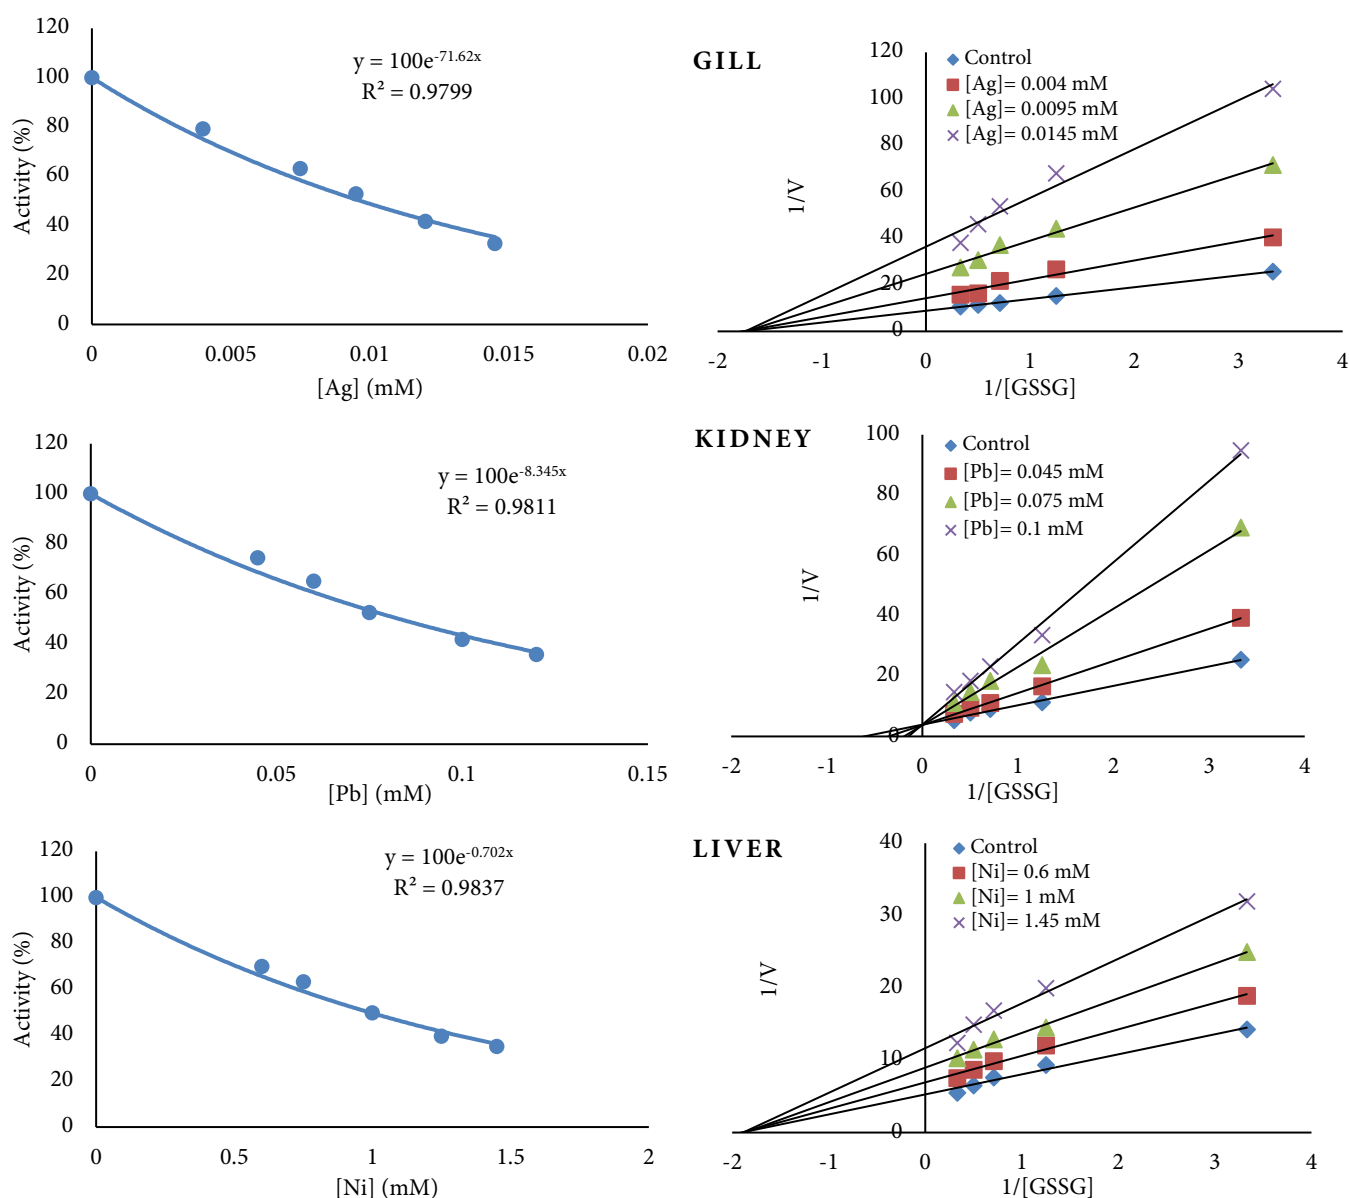 120
100
80
60
40
20
0
Activity (%)
y = 100e^-71.62x
R² = 0.9799
0 0.005 0.01 0.015 0.02
[Ag] (mM)
GILL
120
100
80
60
40
20
0
1/V
Control
[Ag]= 0.004 mM
[Ag]= 0.0095 mM
[Ag]= 0.0145 mM
-2 -1 0 1 2 3 4
1/[GSSG]
120
100
80
60
40
20
0
Activity (%)
y = 100e^-8.345x
R² = 0.9811
0 0.05 0.1 0.15
[Pb] (mM)
KIDNEY
100
80
60
40
20
0
1/V
Control
[Pb]= 0.045 mM
[Pb]= 0.075 mM
[Pb]= 0.1 mM
-2 -1 0 1 2 3 4
1/[GSSG]
120
100
80
60
40
20
0
Activity (%)
y = 100e^-0.702x
R² = 0.9837
0 0.5 1 1.5 2
[Ni] (mM)
LIVER
40
30
20
10
0
1/V
Control
[Ni]= 0.6 mM
[Ni]= 1 mM
[Ni]= 1.45 mM
-2 -1 0 1 2 3 4
1/[GSSG]